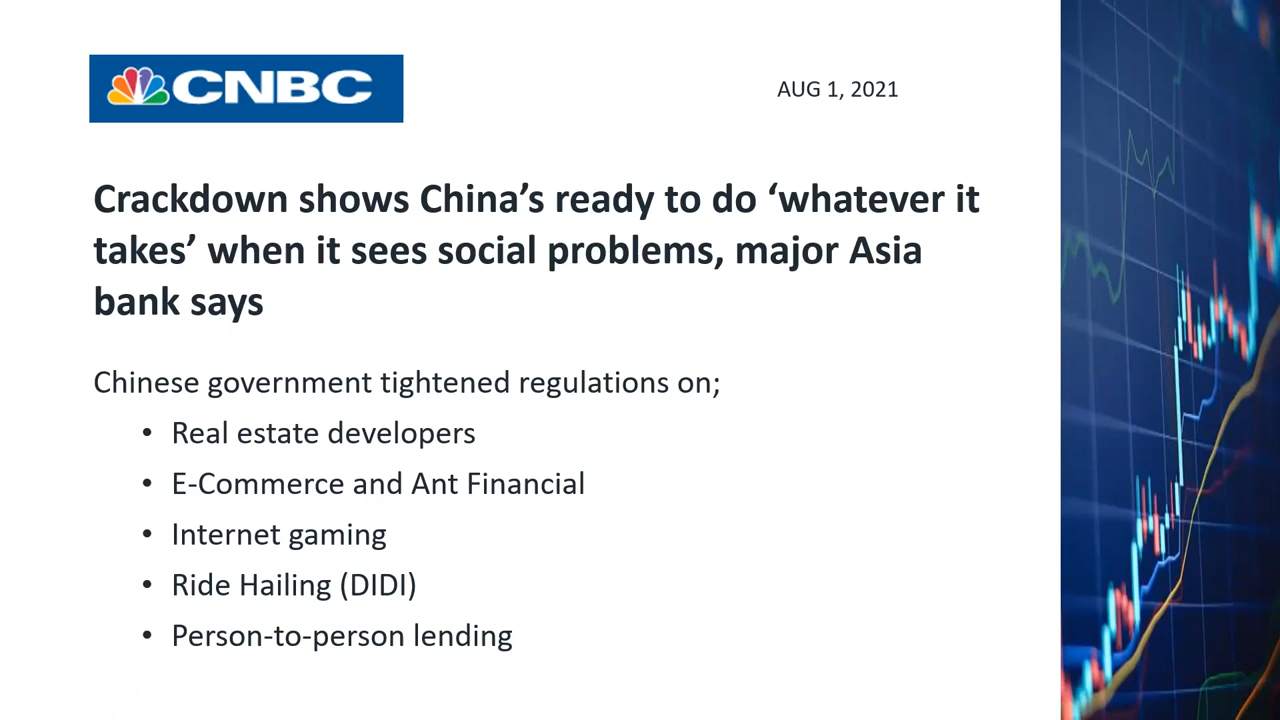 CNBC
AUG 1, 2021
Crackdown shows China’s ready to do ‘whatever it
takes’ when it sees social problems, major Asia
bank says
Chinese government tightened regulations on;
• Real estate developers
• E-Commerce and Ant Financial
• Internet gaming
• Ride Hailing (DIDI)
• Person-to-person lending